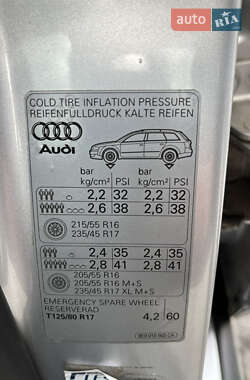 AUTO.RIA
COLD TIRE INFLATION PRESSURE
REIFENFULLDRUCK KALTE REIFEN
Audi
bar bar
kg/cm² PSI kg/cm² PSI
2,2 32 2,2 32
2,6 38 2,6 38
215/55 R16
235/45 R17
2,4 35 2,4 35
2,8 41 2,8 41
205/55 R16
205/55 R16 M+S
235/45 R17 XL M+S
EMERGENCY SPARE WHEEL
RESERVERAD
T125/80 R17 4,2 60